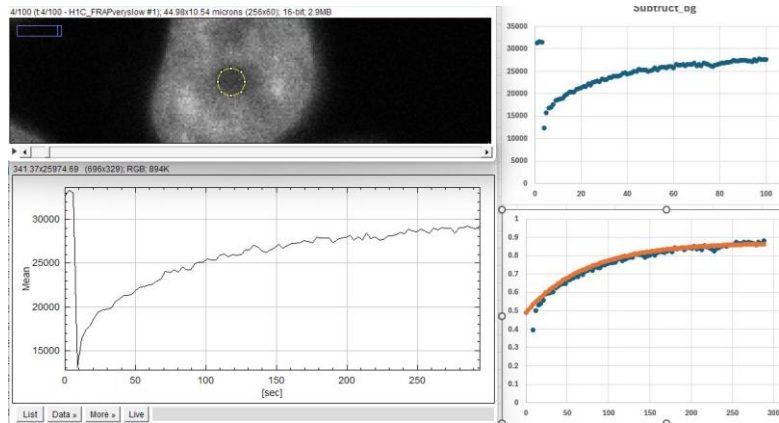 4/100 (t:4/100 - H1C_FRAPveryslow #1); 44.98x10.54 microns (256x60); 16-bit; 2.9MB
Subtruct_bg
35000
30000
25000
20000
15000
10000
5000
0
0 20 40 60 80 100
341.37x25974.69 (696x329); RGB; 894K
30000
25000
20000
15000
Mean
0 50 100 150 200 250
[sec]
List Data » More » Live
1
0.9
0.8
0.7
0.6
0.5
0.4
0.3
0.2
0.1
0
0 50 100 150 200 250 300